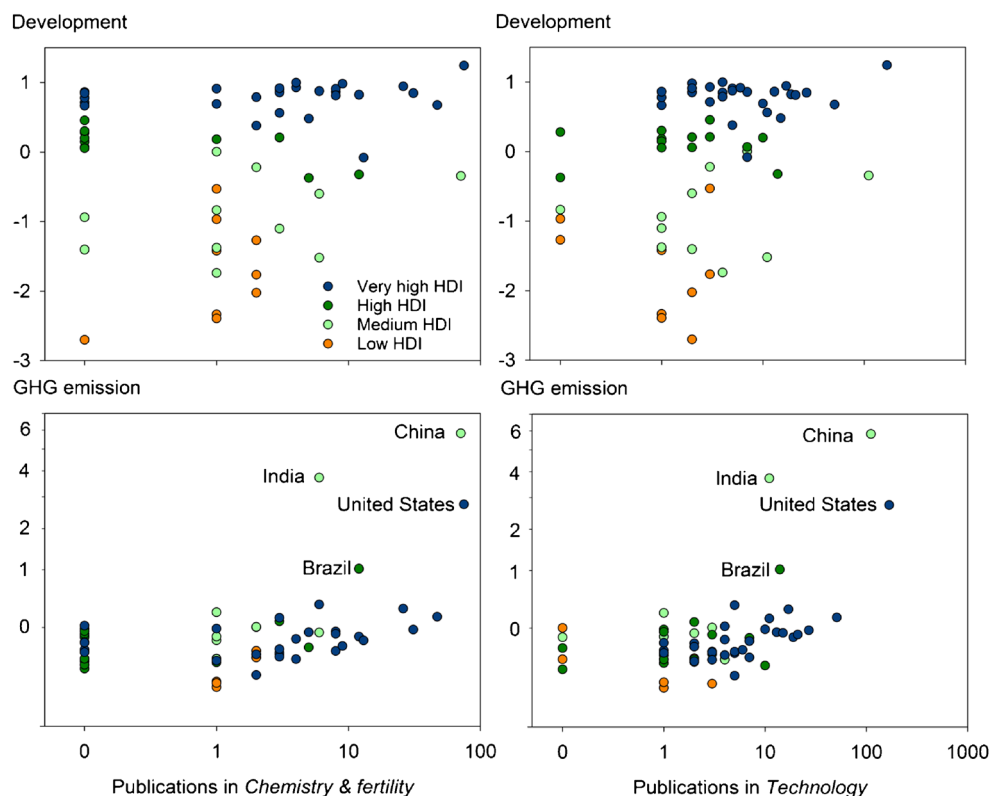 Development
Development
1
0
-1
-2
-3
Very high HDI
High HDI
Medium HDI
Low HDI
1
0
-1
-2
-3
GHG emission
GHG emission
6
4
2
1
0
China
India
United States
Brazil
0
1
10
100
Publications in Chemistry & fertility
6
4
2
1
0
China
India
United States
Brazil
0
1
10
100
1000
Publications in Technology